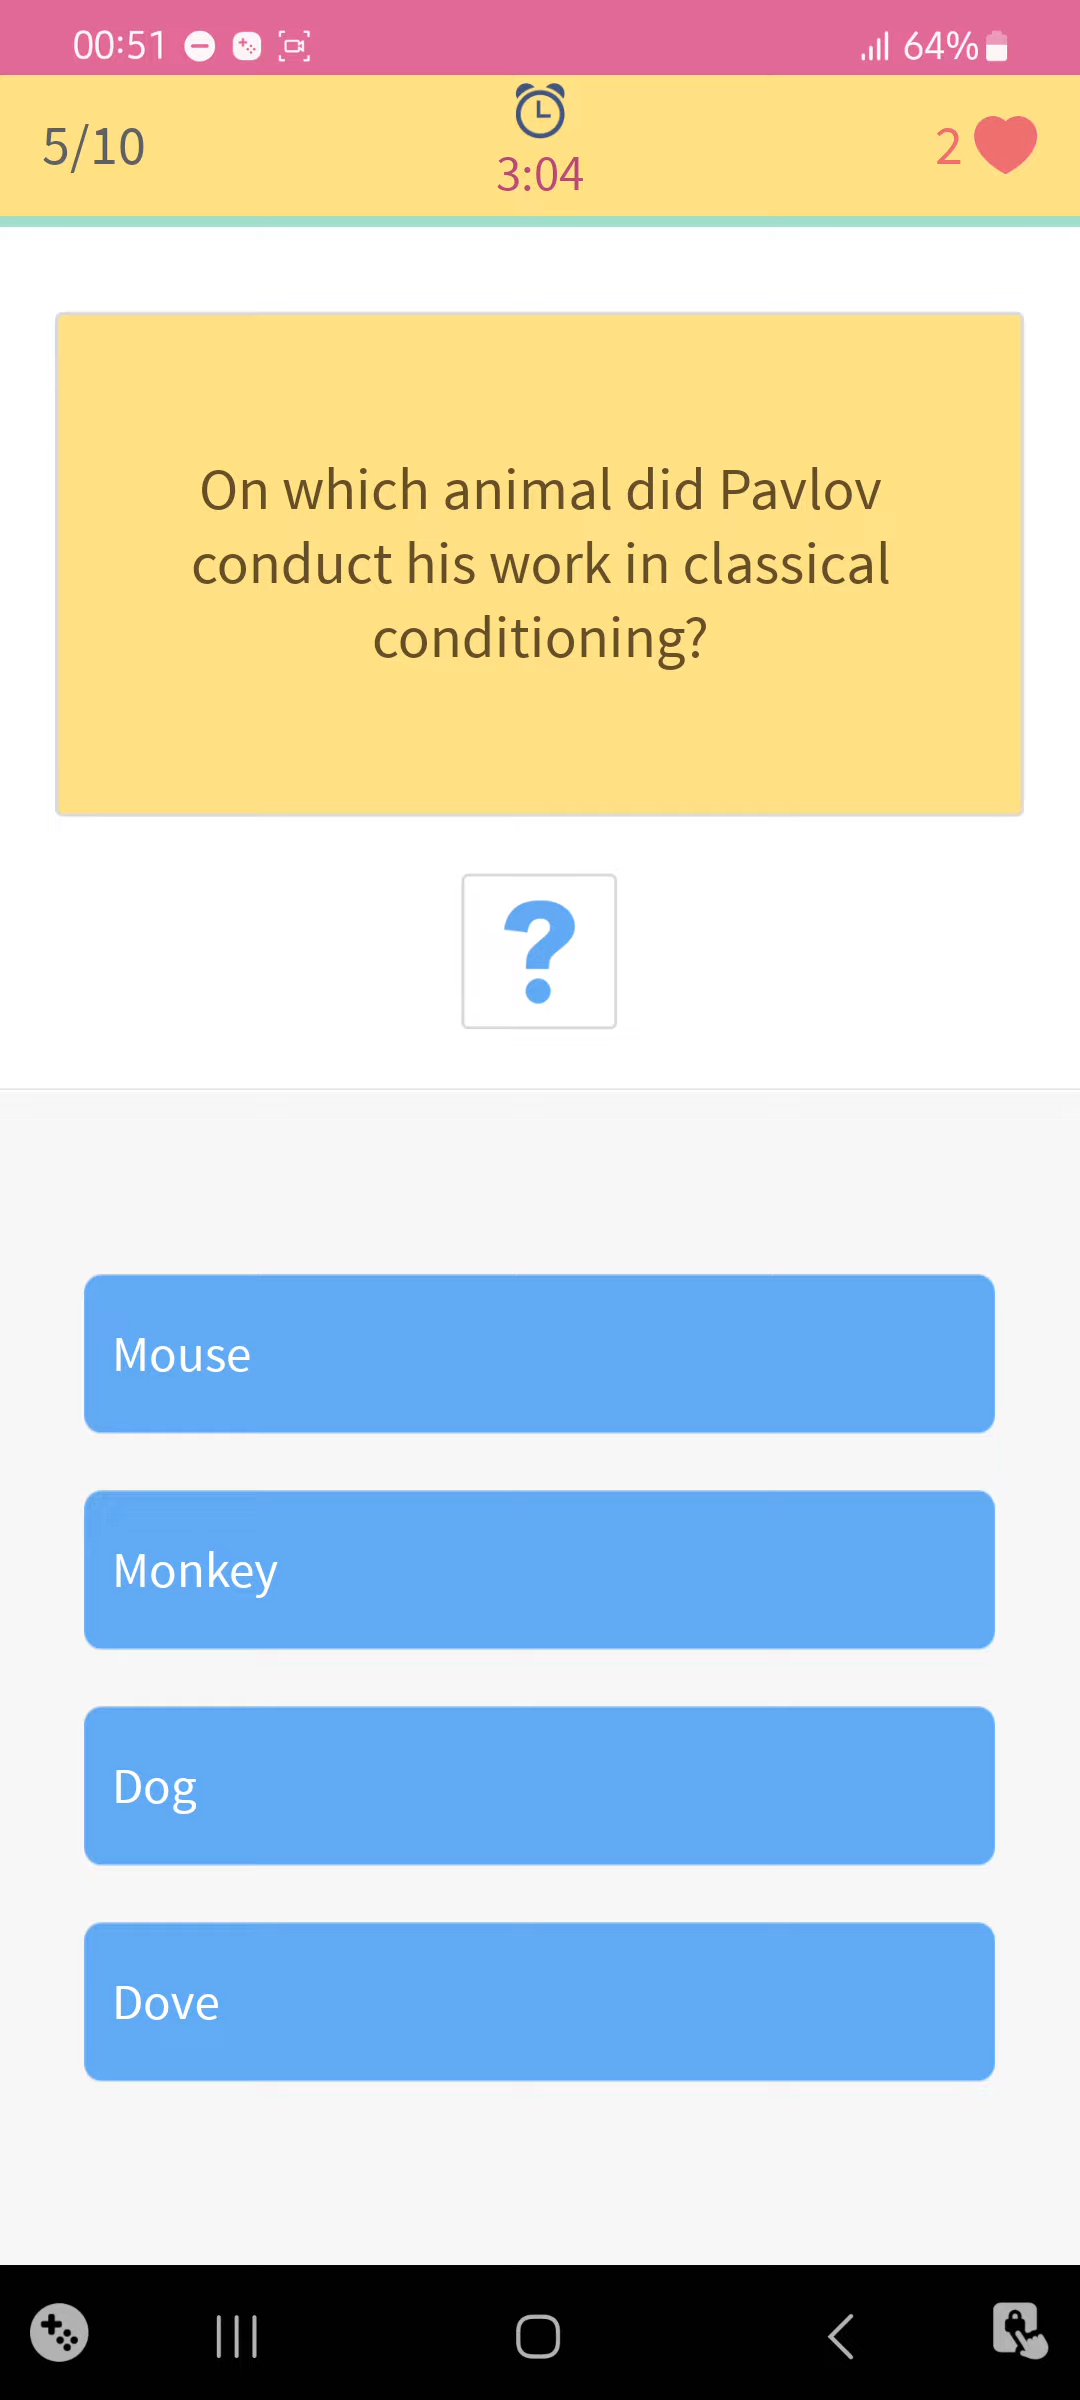 00:51 64%
5/10 3:04 2
On which animal did Pavlov
conduct his work in classical
conditioning?
?
Mouse
Monkey
Dog
Dove